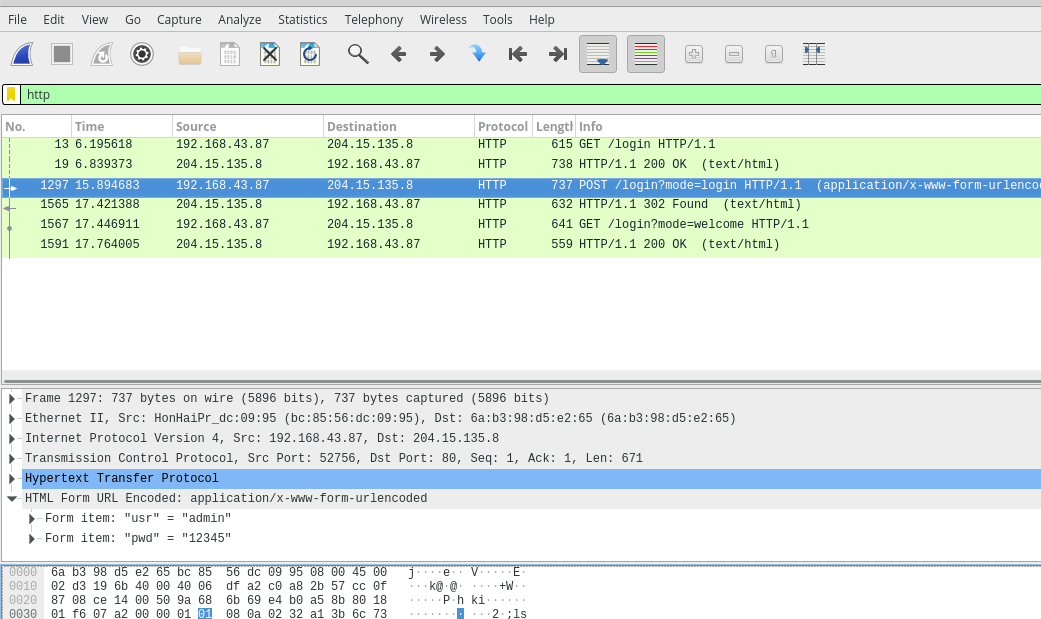 File Edit View Go Capture Analyze Statistics Telephony Wireless Tools Help
http
No. Time Source Destination Protocol Lengtl Info
13 6.195618 192.168.43.87 204.15.135.8 HTTP 615 GET /login HTTP/1.1
19 6.839373 204.15.135.8 192.168.43.87 HTTP 738 HTTP/1.1 200 OK (text/html)
1297 15.894683 192.168.43.87 204.15.135.8 HTTP 737 POST /login?mode=login HTTP/1.1 (application/x-www-form-urlenco
1565 17.421388 204.15.135.8 192.168.43.87 HTTP 632 HTTP/1.1 302 Found (text/html)
1567 17.446911 192.168.43.87 204.15.135.8 HTTP 641 GET /login?mode=welcome HTTP/1.1
1591 17.764005 204.15.135.8 192.168.43.87 HTTP 559 HTTP/1.1 200 OK (text/html)
Frame 1297: 737 bytes on wire (5896 bits), 737 bytes captured (5896 bits)
Ethernet II, Src: HonHaiPr_dc:09:95 (bc:85:56:dc:09:95), Dst: 6a:b3:98:d5:e2:65 (6a:b3:98:d5:e2:65)
Internet Protocol Version 4, Src: 192.168.43.87, Dst: 204.15.135.8
Transmission Control Protocol, Src Port: 52756, Dst Port: 80, Seq: 1, Ack: 1, Len: 671
Hypertext Transfer Protocol
HTML Form URL Encoded: application/x-www-form-urlencoded
Form item: "usr" = "admin"
Form item: "pwd" = "12345"
0000 6a b3 98 d5 e2 65 bc 85 56 dc 09 95 08 00 45 00 j····e·· V·····E·
0010 02 d3 19 6b 40 00 40 06 df a2 c0 a8 2b 57 cc 0f ···k@·@· ····+W··
0020 87 08 ce 14 00 50 9a 68 6b 69 e4 b0 a5 8b 80 18 ·····P·h ki······
0030 01 f6 07 a2 00 00 01 01 08 0a 02 32 a1 3b 6c 73 ········ ···2·;ls